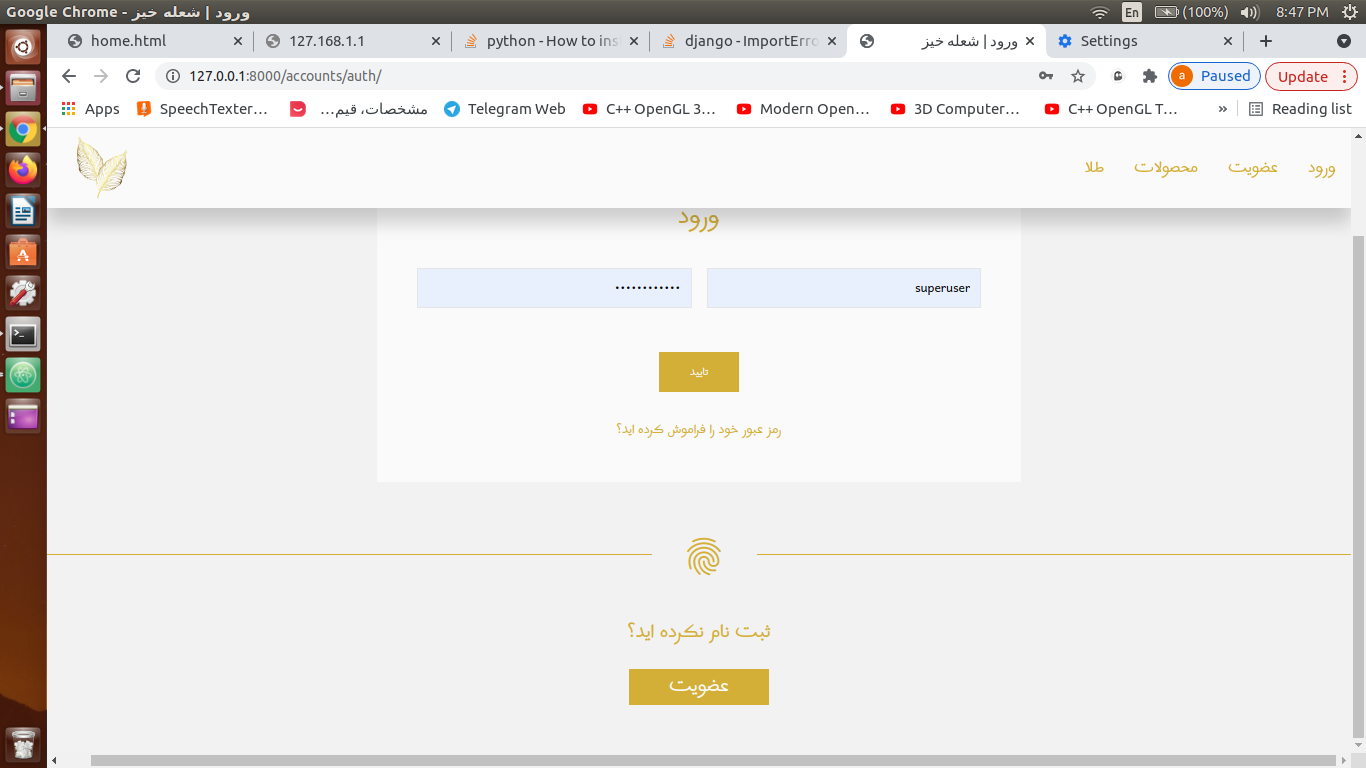 Google Chrome - ورود | شعله خیز
En
(100%)
8:47 PM
home.html
127.168.1.1
python - How to ins
django - ImportErro
ورود | شعله خیز
Settings
127.0.0.1:8000/accounts/auth/
a
Paused
Update
Apps
SpeechTexter...
مشخصات، قیم...
Telegram Web
C++ OpenGL 3...
Modern Open...
3D Computer...
C++ OpenGL T...
»
Reading list
ورود
عضویت
محصولات
طلا
ورود
superuser
••••••••••••
تایید
رمز عبور خود را فراموش کرده اید؟
ثبت نام نکرده اید؟
عضویت